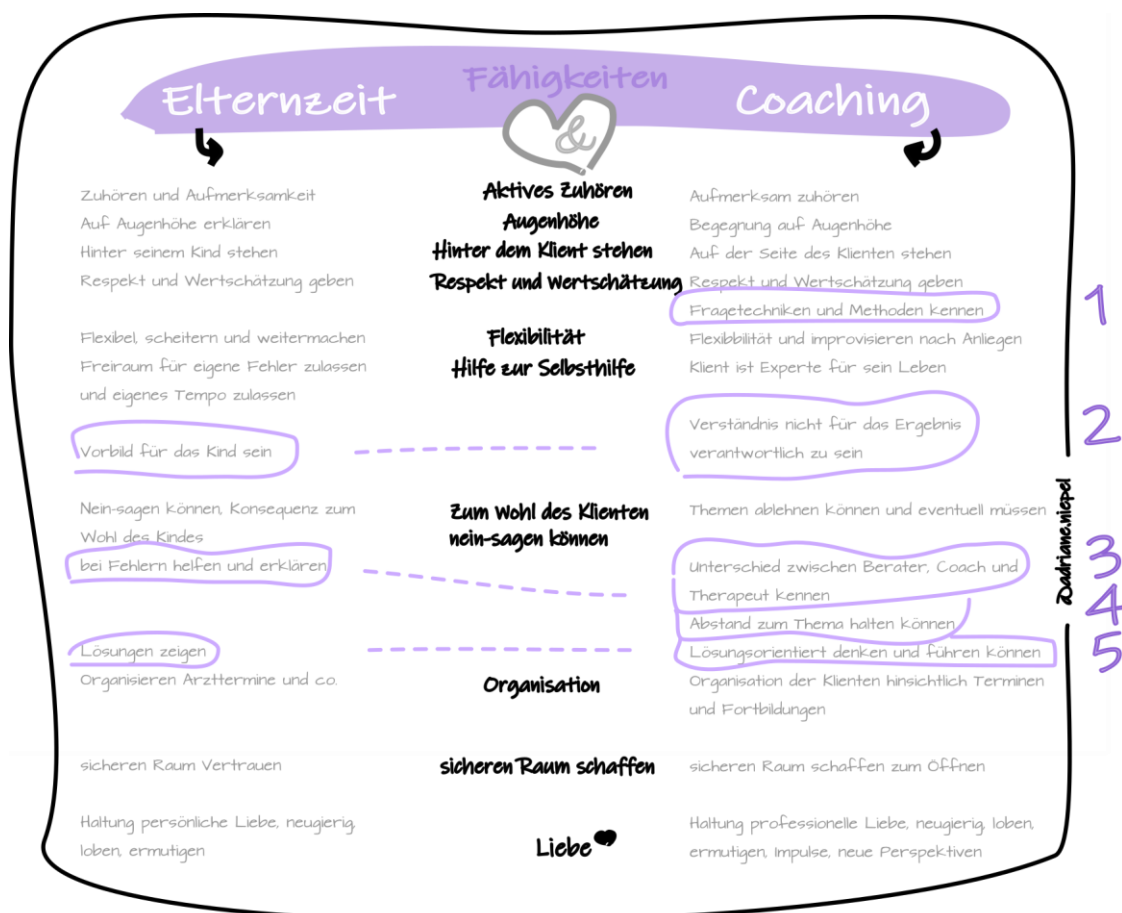 Fähigkeiten
Elternzeit
&
Coaching
Zuhören und Aufmerksamkeit
Aktives Zuhören
Aufmerksam zuhören
Auf Augenhöhe erklären
Augenhöhe
Begegnung auf Augenhöhe
Hinter seinem Kind stehen
Hinter dem Klient stehen
Auf der Seite des Klienten stehen
Respekt und Wertschätzung geben
Respekt und Wertschätzung
Respekt und Wertschätzung geben
Fragetechniken und Methoden kennen
1
Flexibel, scheitern und weitermachen
Flexibilität
Flexibbilität und improvisieren nach Anliegen
Freiraum für eigene Fehler zulassen
und eigenes Tempo zulassen
Hilfe zur Selbsthilfe
Klient ist Experte für sein Leben
Vorbild für das Kind sein
Verständnis nicht für das Ergebnis
verantwortlich zu sein
2
Nein-sagen können, Konsequenz zum
Wohl des Kindes
Zum Wohl des Klienten
nein-sagen können
Themen ablehnen können und eventuell müssen
bei Fehlern helfen und erklären
Unterschied zwischen Berater, Coach und
Therapeut kennen
3
Abstand zum Thema halten können
4
Lösungen zeigen
Lösungsorientiert denken und führen können
5
Organisieren Arzttermine und co.
Organisation
Organisation der Klienten hinsichtlich Terminen
und Fortbildungen
sicheren Raum Vertrauen
sicheren Raum schaffen
sicheren Raum schaffen zum Öffnen
Haltung persönliche Liebe, neugierig,
loben, ermutigen
Liebe
Haltung professionelle Liebe, neugierig, loben,
ermutigen, Impulse, neue Perspektiven
@adriane.niepel